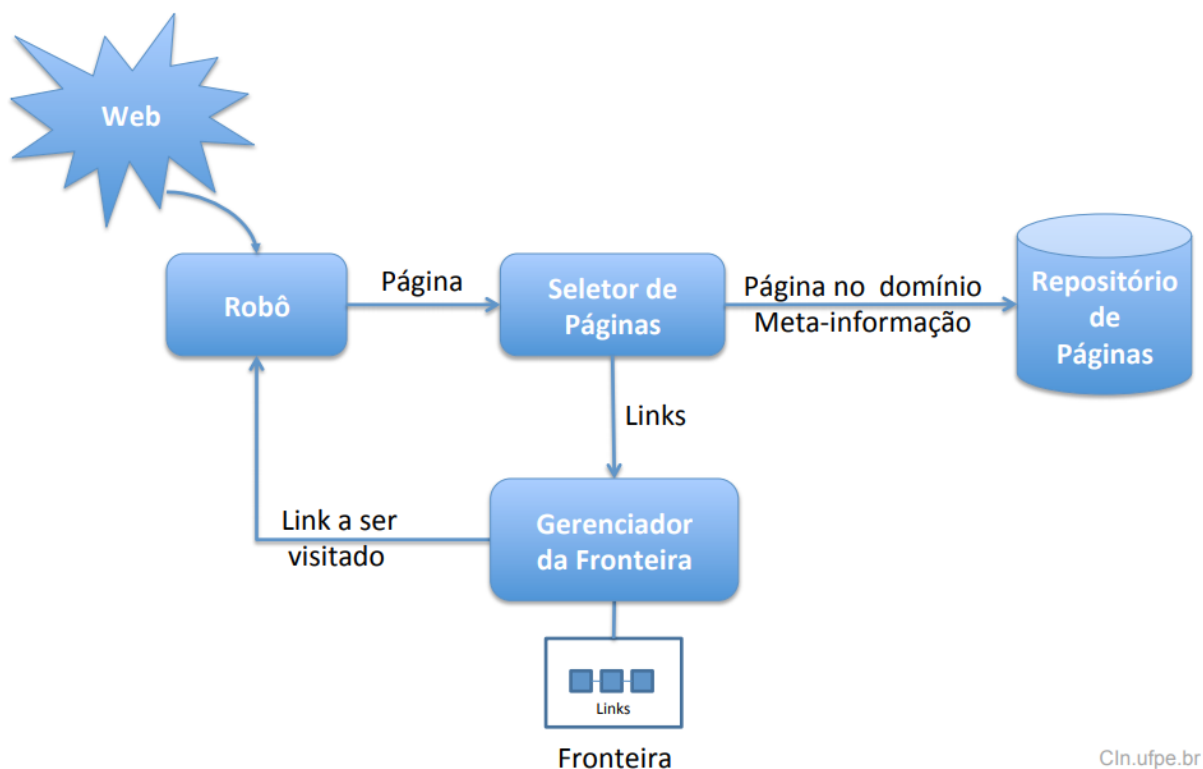 Web
Robô
Página
Seletor de
Páginas
Página no domínio
Meta-informação
Repositório
de
Páginas
Links
Link a ser
visitado
Gerenciador
da Fronteira
Links
Fronteira
CIn.ufpe.br